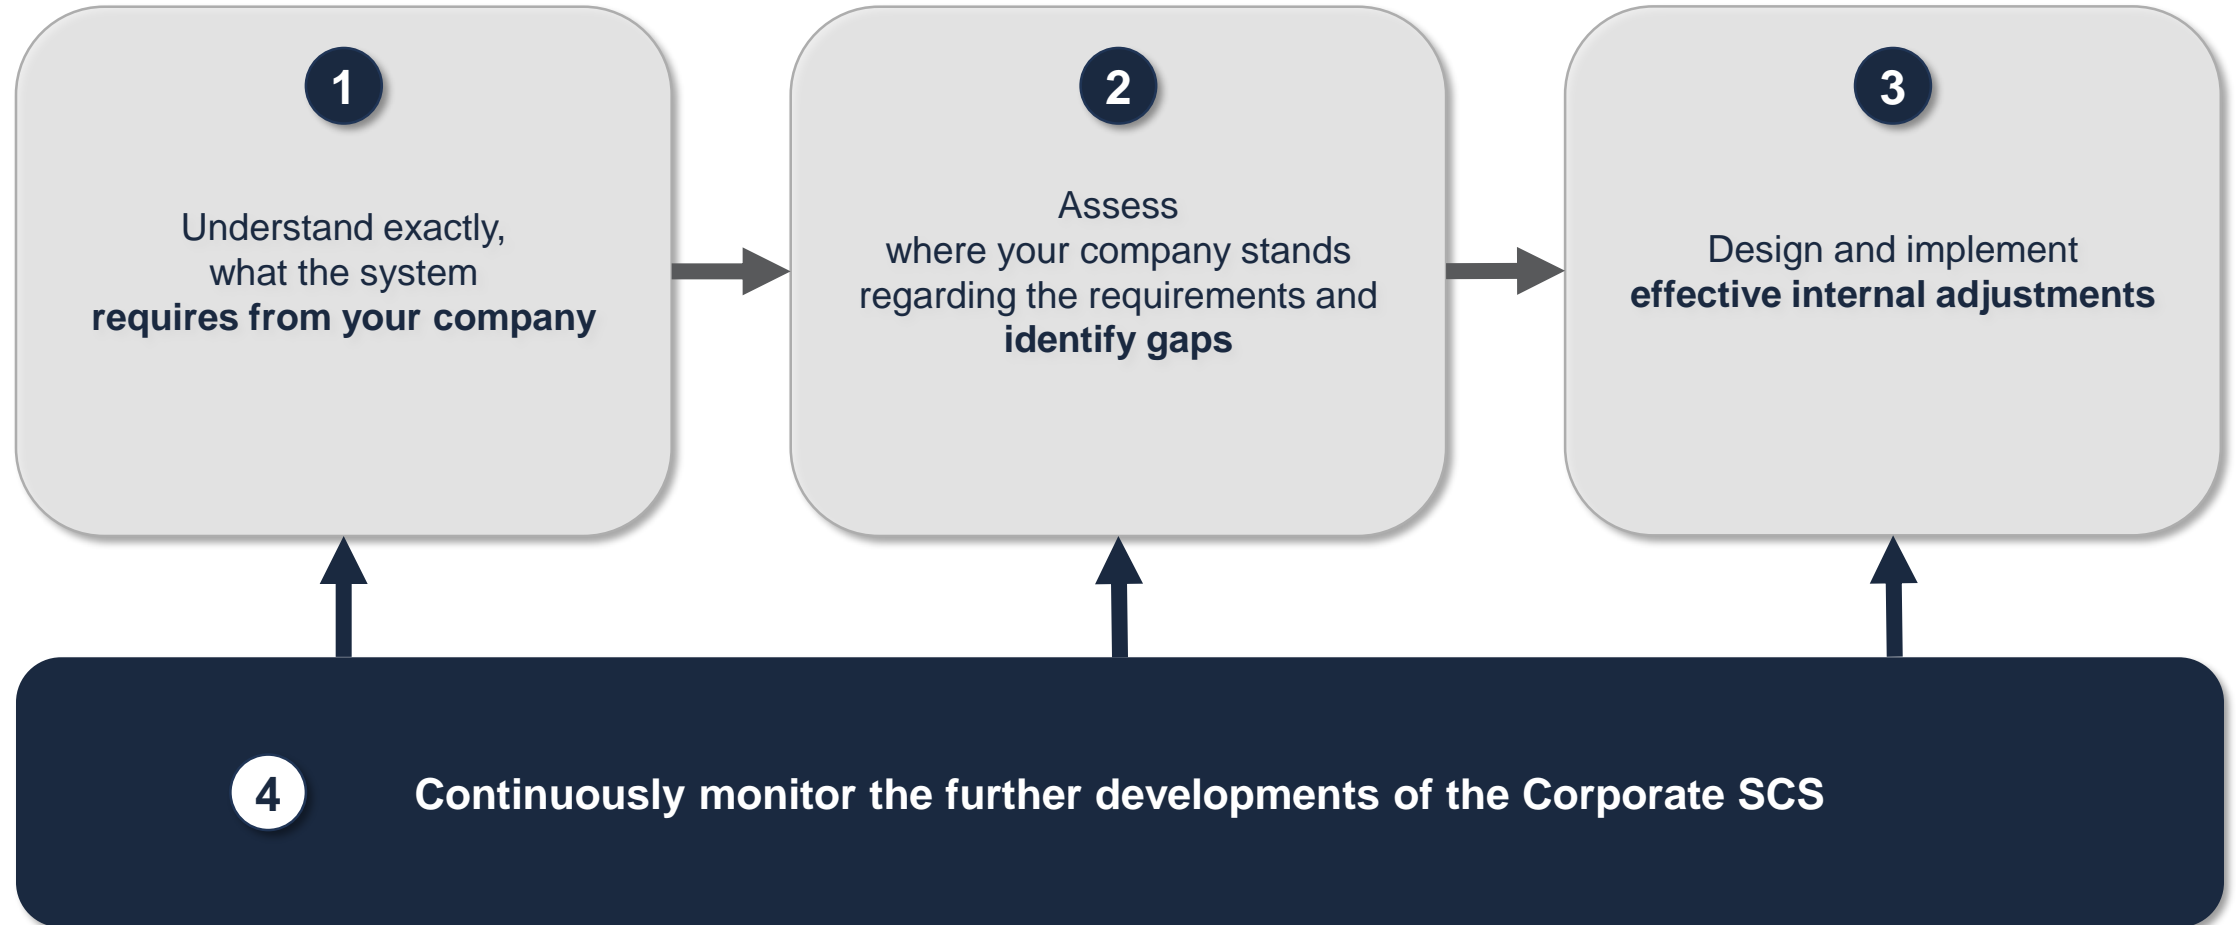 1
Understand exactly,
what the system
requires from your company
2
Assess
where your company stands
regarding the requirements and
identify gaps
3
Design and implement
effective internal adjustments
4
Continuously monitor the further developments of the Corporate SCS